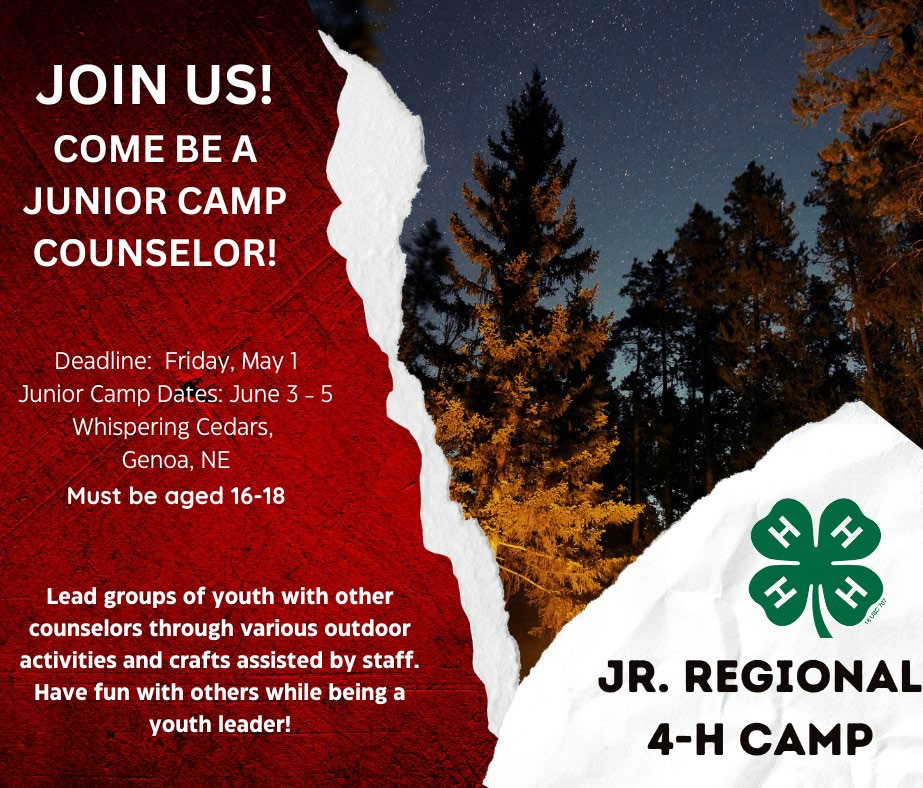 JOIN US!
COME BE A
JUNIOR CAMP
COUNSELOR!
Deadline:  Friday, May 1
Junior Camp Dates: June 3 – 5
Whispering Cedars,
Genoa, NE
Must be aged 16-18
Lead groups of youth with other
counselors through various outdoor
activities and crafts assisted by staff.
Have fun with others while being a
youth leader!
H H
H H
18 USC 707
JR. REGIONAL
4-H CAMP